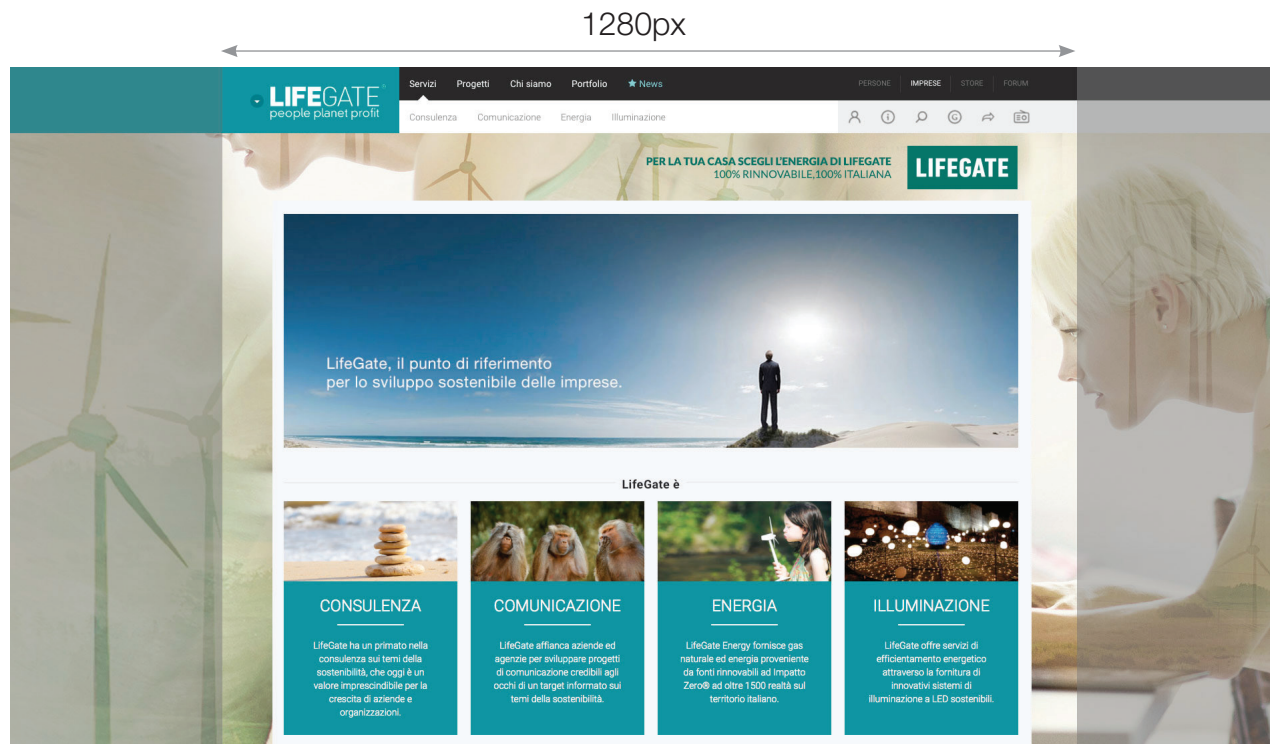 1280px
LIFEGATE®
people planet profit
Servizi Progetti Chi siamo Portfolio News
PERSONE IMPRESE STORE FORUM
Consulenza Comunicazione Energia Illuminazione
G
PER LA TUA CASA SCEGLI L'ENERGIA DI LIFEGATE
100% RINNOVABILE,100% ITALIANA
LIFEGATE
LifeGate, il punto di riferimento
per lo sviluppo sostenibile delle imprese.
LifeGate è
CONSULENZA
LifeGate ha un primato nella
consulenza sui temi della
sostenibilità, che oggi è un
valore imprescindibile per la
crescita di aziende e
organizzazioni.
COMUNICAZIONE
LifeGate affianca aziende ed
agenzie per sviluppare progetti
di comunicazione credibili agli
occhi di un target informato sui
temi della sostenibilità.
ENERGIA
LifeGate Energy fornisce gas
naturale ed energia proveniente
da fonti rinnovabili ad Impatto
Zero® ad oltre 1500 realtà sul
territorio italiano.
ILLUMINAZIONE
LifeGate offre servizi di
efficientamento energetico
attraverso la fornitura di
innovativi sistemi di
illuminazione a LED sostenibili.